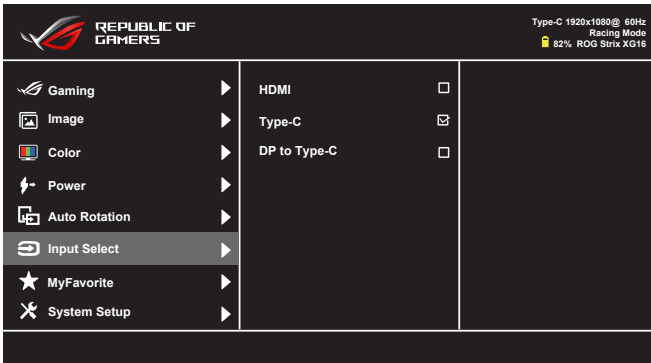 REPUBLIC OF
GAMERS
Type-C 1920x1080@ 60Hz
Racing Mode
82% ROG Strix XG16
Gaming
Image
Color
Power
Auto Rotation
Input Select
MyFavorite
System Setup
HDMI
Type-C
DP to Type-C